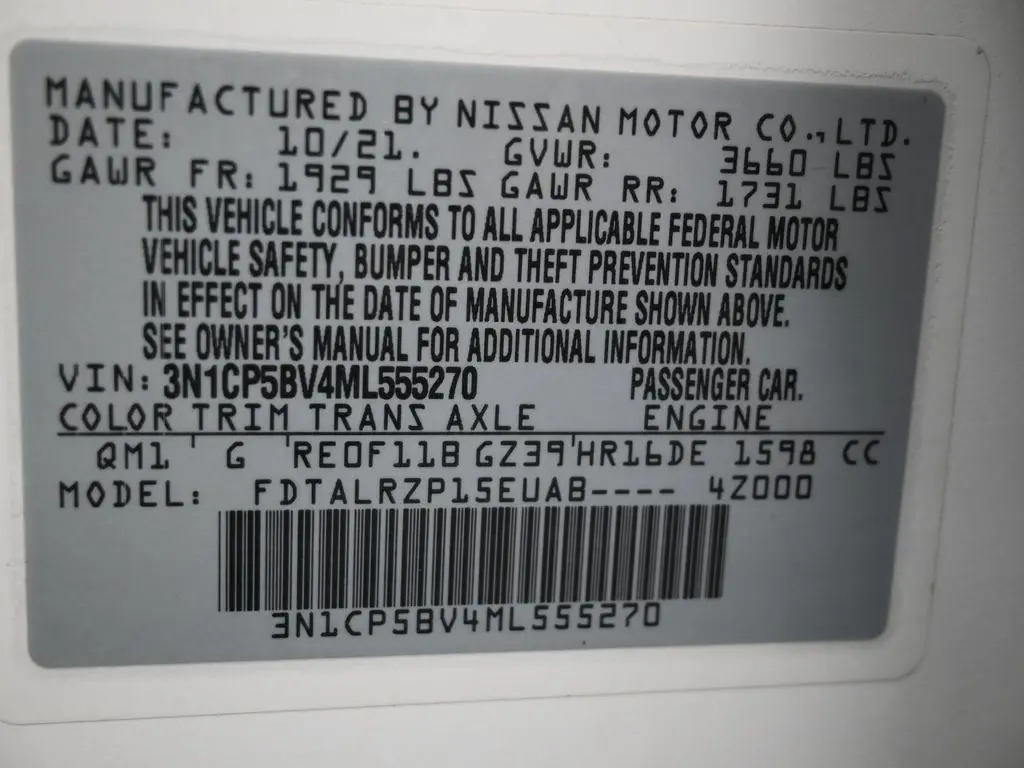 MANUFACTURED BY NISSAN MOTOR CO.,LTD.
DATE: 10/21. GVWR: 3660 LBS
GAWR FR: 1929 LBS GAWR RR: 1731 LBS
THIS VEHICLE CONFORMS TO ALL APPLICABLE FEDERAL MOTOR
VEHICLE SAFETY, BUMPER AND THEFT PREVENTION STANDARDS
IN EFFECT ON THE DATE OF MANUFACTURE SHOWN ABOVE.
SEE OWNER'S MANUAL FOR ADDITIONAL INFORMATION.
VIN: 3N1CP5BV4ML555270 PASSENGER CAR.
COLOR TRIM TRANS AXLE ENGINE
QM1 ' G 'RE0F11B GZ39'HR16DE 1598 CC
MODEL: FDTALRZP15EUAB---- 4Z000
3N1CP5BV4ML555270